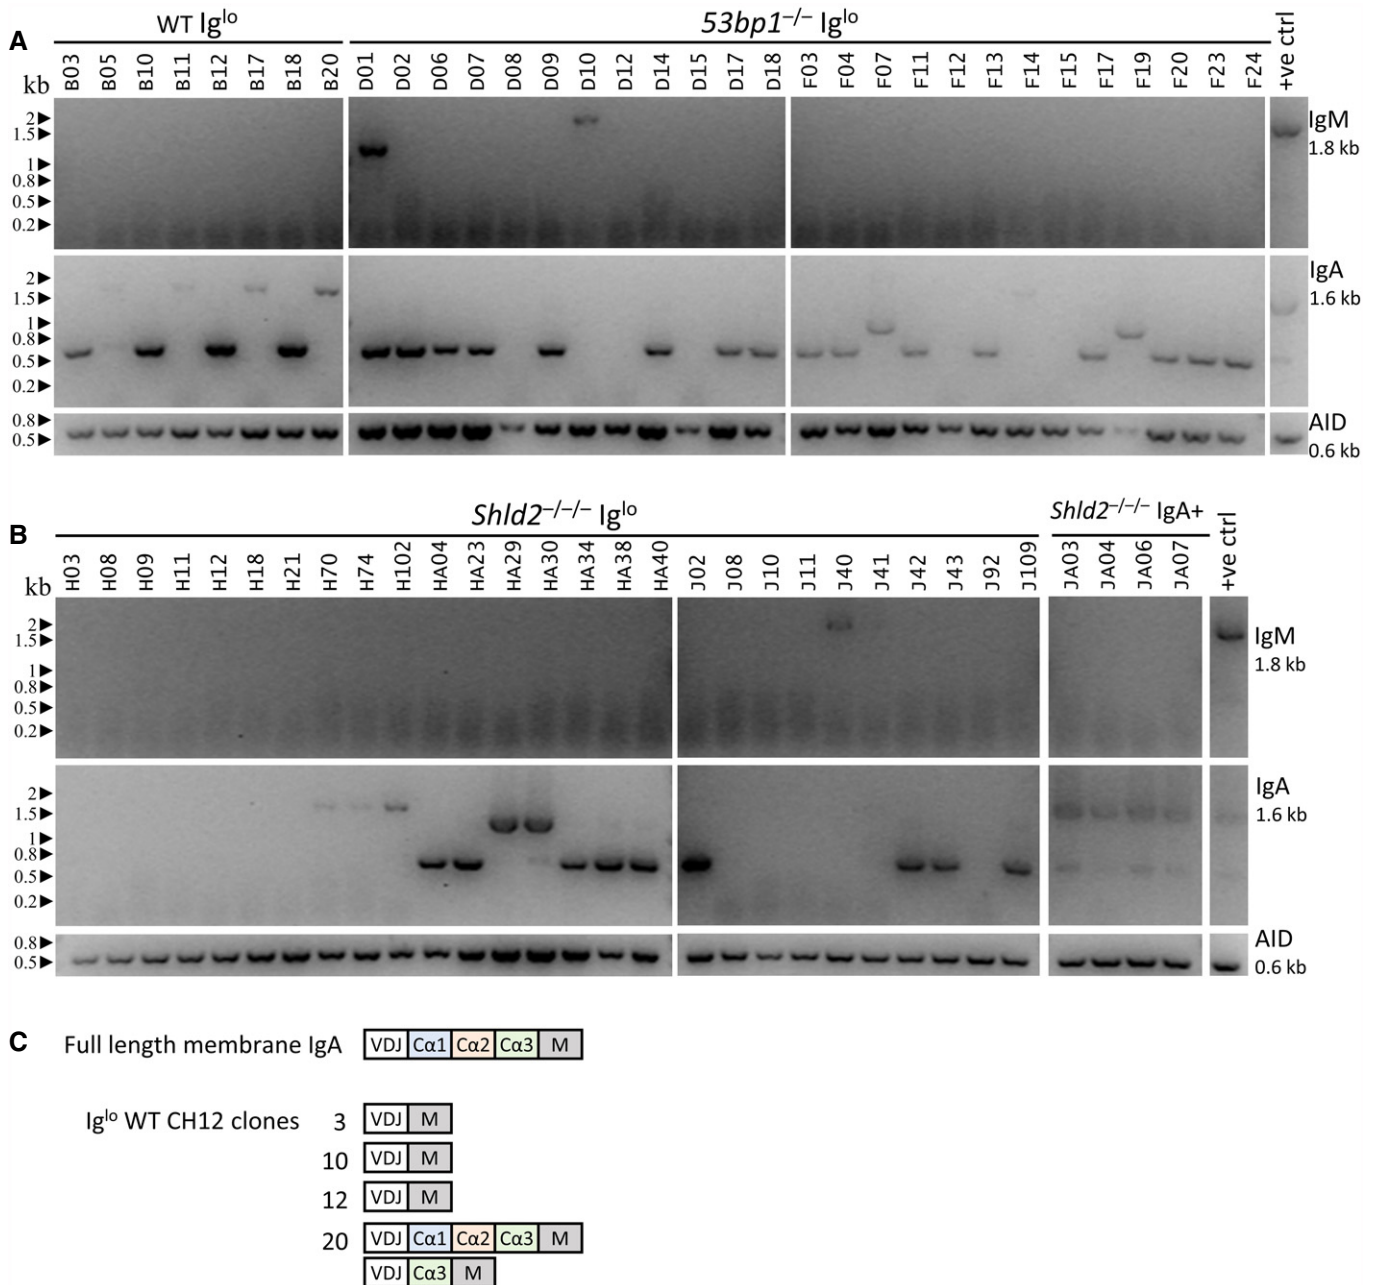 A
WT Ig^lo 53bp1–/– Ig^lo
kb B03 B05 B10 B11 B12 B17 B18 B20 D01 D02 D06 D07 D08 D09 D10 D12 D14 D15 D17 D18 F03 F04 F07 F11 F12 F13 F14 F15 F17 F19 F20 F23 F24 +ve ctrl
2► IgM
1.5► 1.8 kb
1►
0.8►
0.5►
0.2►
2► IgA
1.5► 1.6 kb
1►
0.8►
0.5►
0.2►
0.8► AID
0.5► 0.6 kb
B
Shld2–/–/– Ig^lo Shld2–/–/– IgA+
kb H03 H08 H09 H11 H12 H18 H21 H70 H74 H102 HA04 HA23 HA29 HA30 HA34 HA38 HA40 J02 J08 J10 J11 J40 J41 J42 J43 J92 J109 JA03 JA04 JA06 JA07 +ve ctrl
2► IgM
1.5► 1.8 kb
1►
0.8►
0.5►
0.2►
2► IgA
1.5► 1.6 kb
1►
0.8►
0.5►
0.2►
0.8► AID
0.5► 0.6 kb
C
Full length membrane IgA VDJ Cα1 Cα2 Cα3 M
Ig^lo WT CH12 clones 3 VDJ M
10 VDJ M
12 VDJ M
20 VDJ Cα1 Cα2 Cα3 M
VDJ Cα3 M